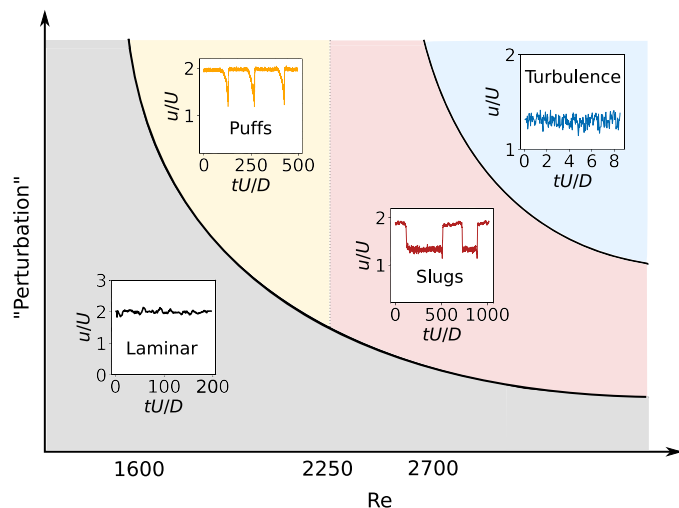 "Perturbation"
u/U
2
1
Puffs
0
250
500
tU/D
u/U
2
1
Turbulence
0
2
4
6
8
tU/D
u/U
2
1
Slugs
0
500
1000
tU/D
u/U
3
2
1
0
Laminar
0
100
200
tU/D
1600
2250
2700
Re